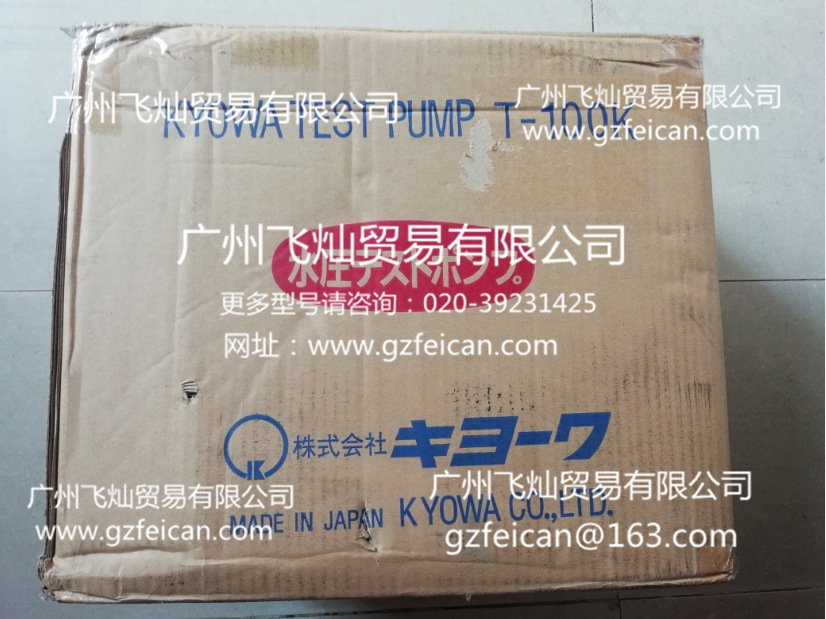 广州飞灿贸易有限公司
www.gzfeican.com
广州飞灿贸易有限公司
www.gzfeican.com
KYOWA TEST PUMP T-100K
广州飞灿贸易有限公司
水圧テストポンプ
更多型号请咨询：020-39231425
网址：www.gzfeican.com
株式会社 キヨーワ
广州飞灿贸易有限公司
www.gzfeican.com
广州飞灿贸易有限公司
gzfeican@163.com
MADE IN JAPAN KYOWA CO.,LTD.